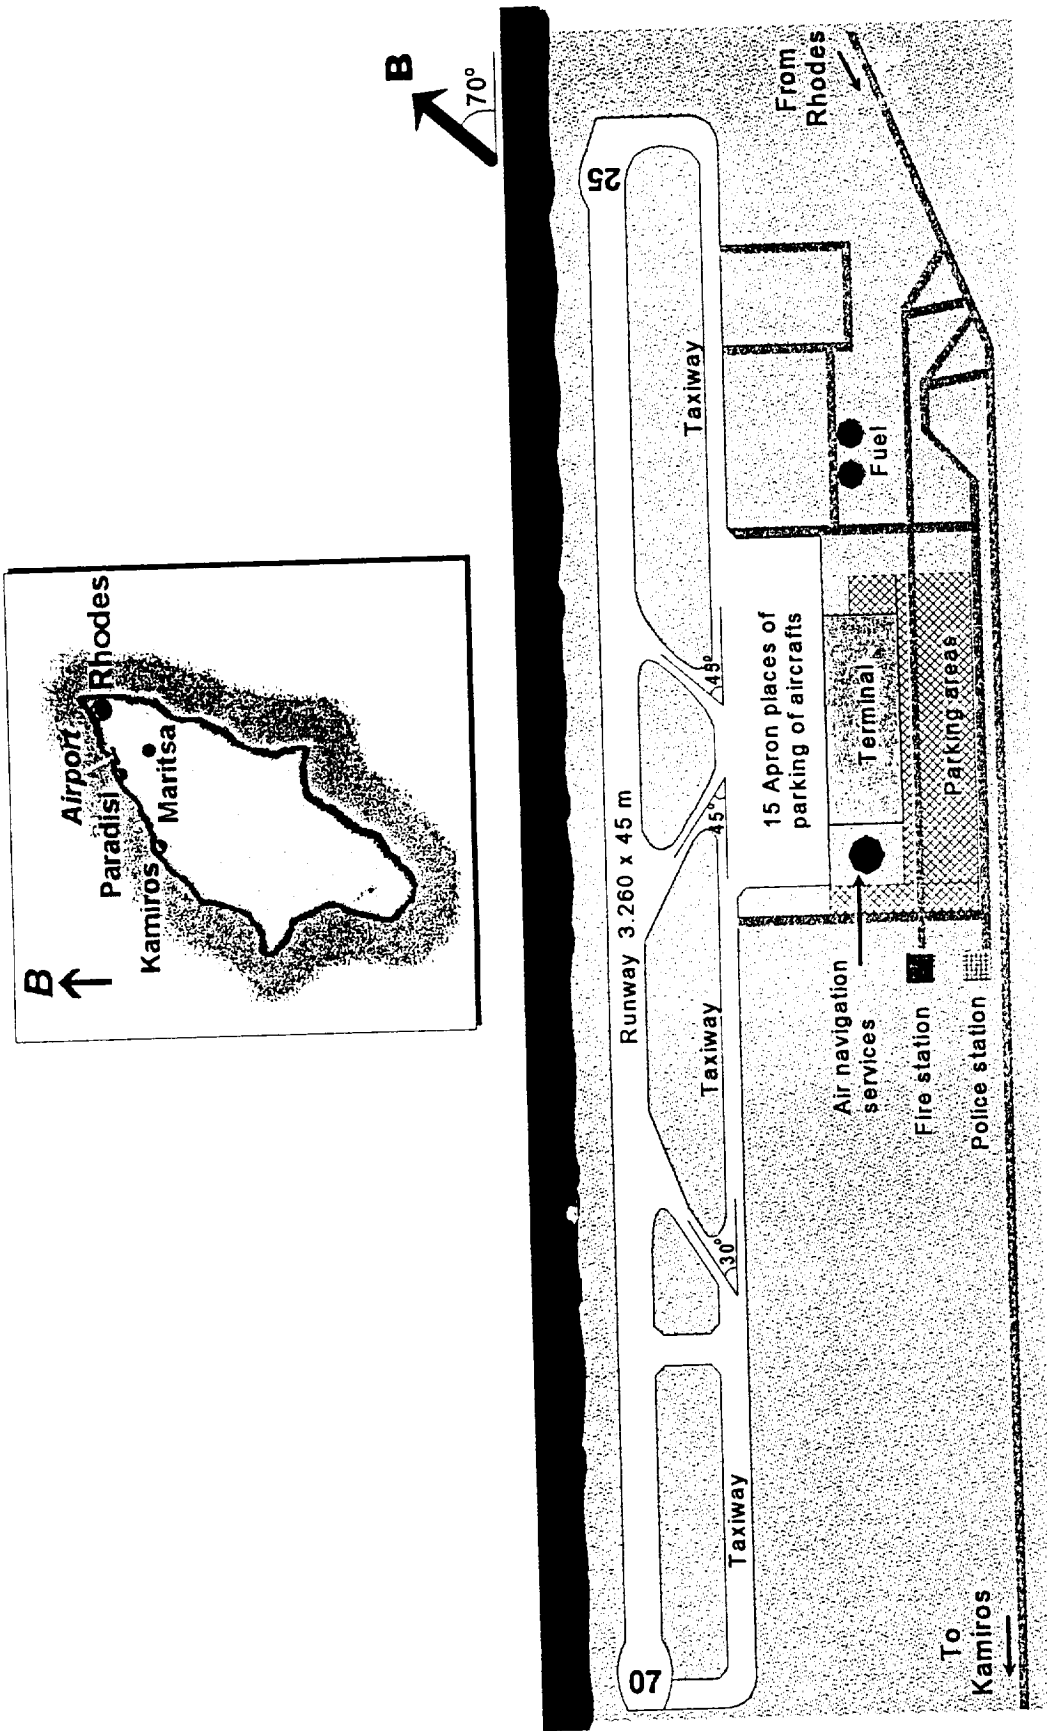 B
Airport
Rhodes
Paradisi
Maritsa
Kamiros
B
70°
25
Runway 3.260 x 45 m
07
Taxiway
Taxiway
Taxiway
30°
45°
45°
15 Apron places of
parking of aircrafts
Terminal
Parking areas
Fuel
Air navigation
services
Fire station
Police station
From
Rhodes
To
Kamiros